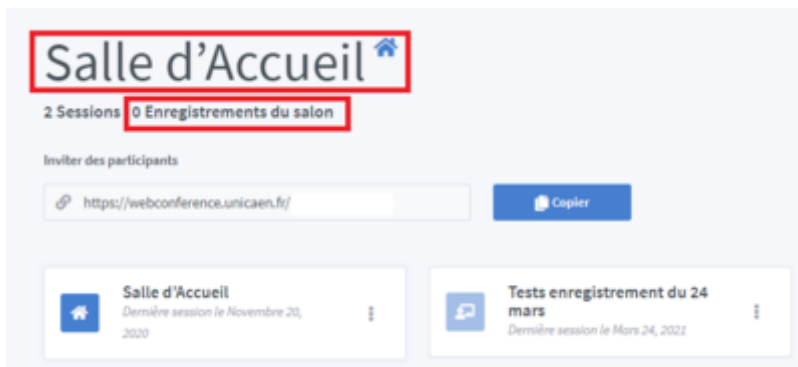 Salle d'Accueil
2 Sessions 0 Enregistrements du salon
Inviter des participants
https://webconference.unicaen.fr/
Copier
Salle d'Accueil
Dernière session le Novembre 20,
2020
Tests enregistrement du 24
mars
Dernière session le Mars 24, 2021